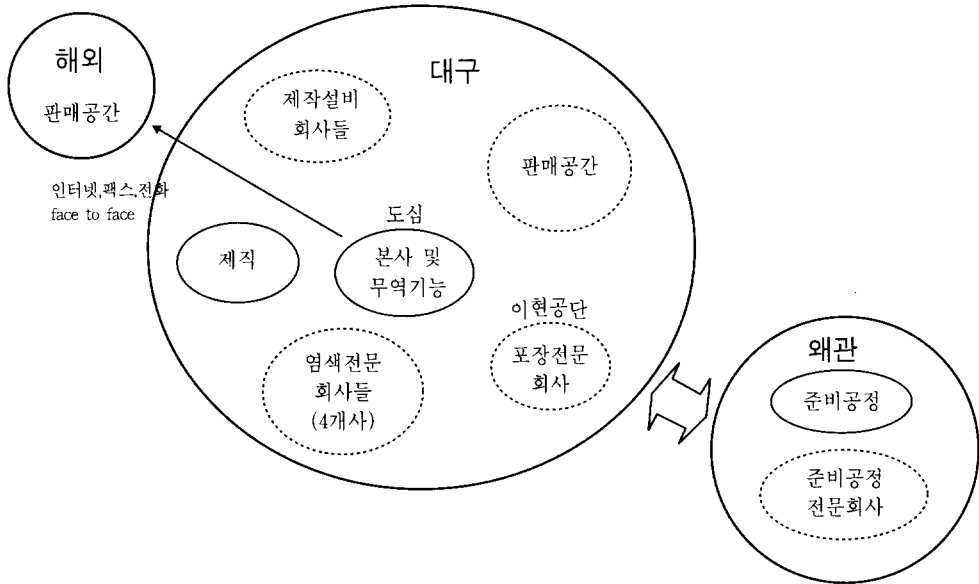 해외
판매공간
대구
제작설비
회사들
판매공간
인터넷,팩스,전화
face to face
도심
제직
본사 및
무역기능
이현공단
염색전문
회사들
(4개사)
포장전문
회사
왜관
준비공정
준비공정
전문회사